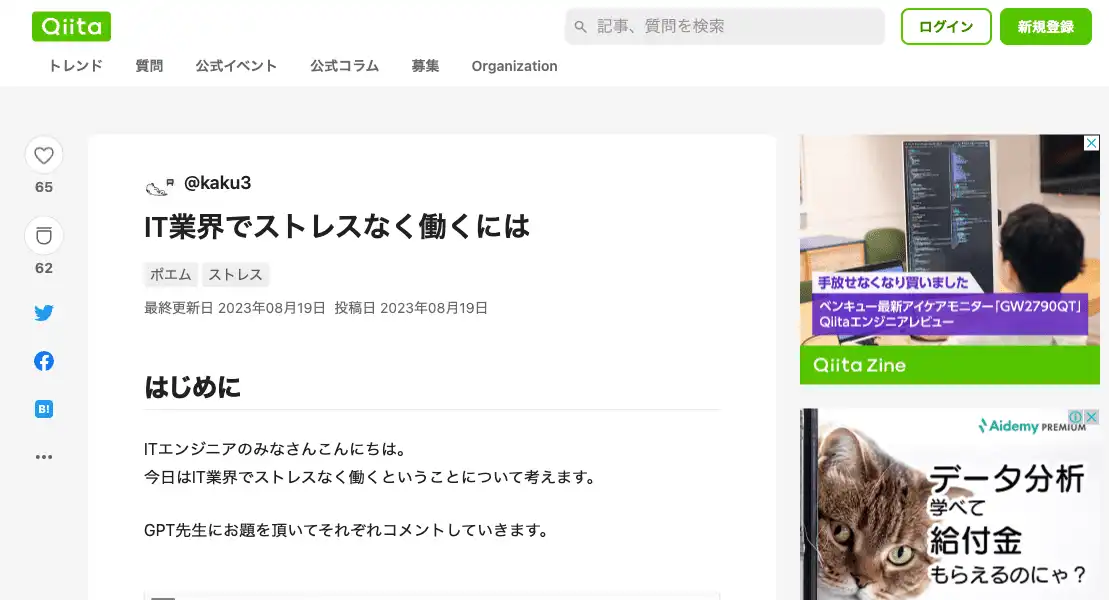 Qiita
記事、質問を検索
ログイン
新規登録
トレンド
質問
公式イベント
公式コラム
募集
Organization
65
62
B!
@kaku3
IT業界でストレスなく働くには
ポエム
ストレス
最終更新日 2023年08月19日 投稿日 2023年08月19日
はじめに
ITエンジニアのみなさんこんにちは。
今日はIT業界でストレスなく働くということについて考えます。
GPT先生にお題を頂いてそれぞれコメントしていきます。
手放せなくなり買いました
ベンキュー最新アイケアモニター「GW2790QT」
Qiitaエンジニアレビュー
Qiita Zine
Aidemy PREMIUM
データ分析
学べて
給付金
もらえるのにゃ？